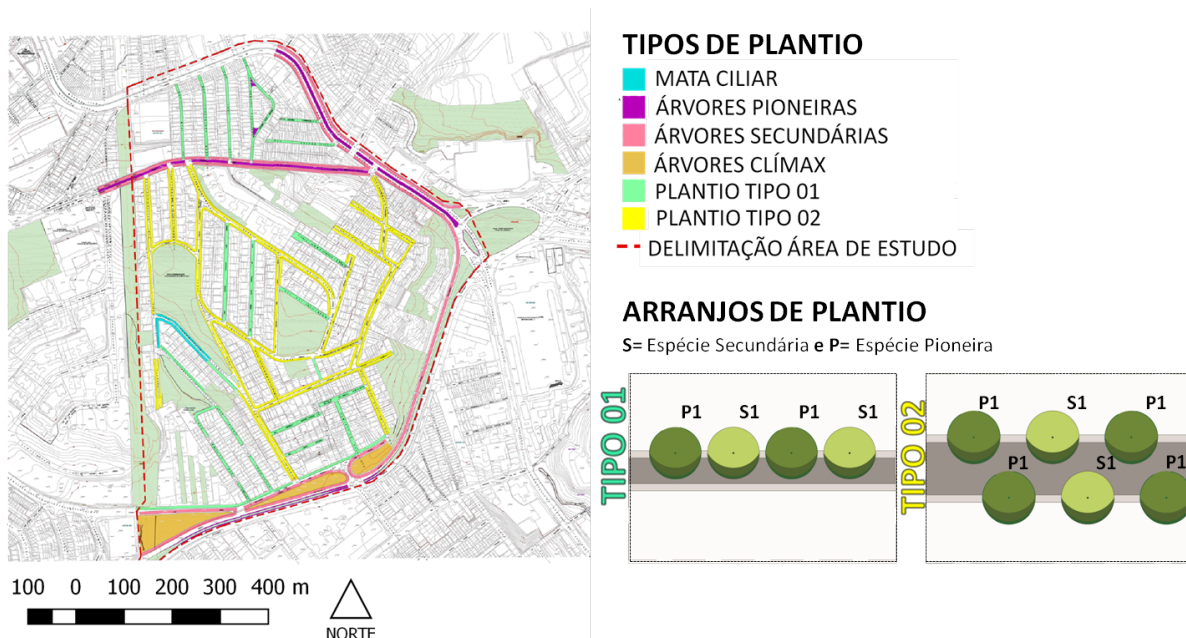 TIPOS DE PLANTIO
MATA CILIAR
ÁRVORES PIONEIRAS
ÁRVORES SECUNDÁRIAS
ÁRVORES CLÍMAX
PLANTIO TIPO 01
PLANTIO TIPO 02
DELIMITAÇÃO ÁREA DE ESTUDO
ARRANJOS DE PLANTIO
S= Espécie Secundária e P= Espécie Pioneira
TIPO 01
P1 S1 P1 S1
TIPO 02
P1 S1 P1
P1 S1 P1
100 0 100 200 300 400 m
NORTE